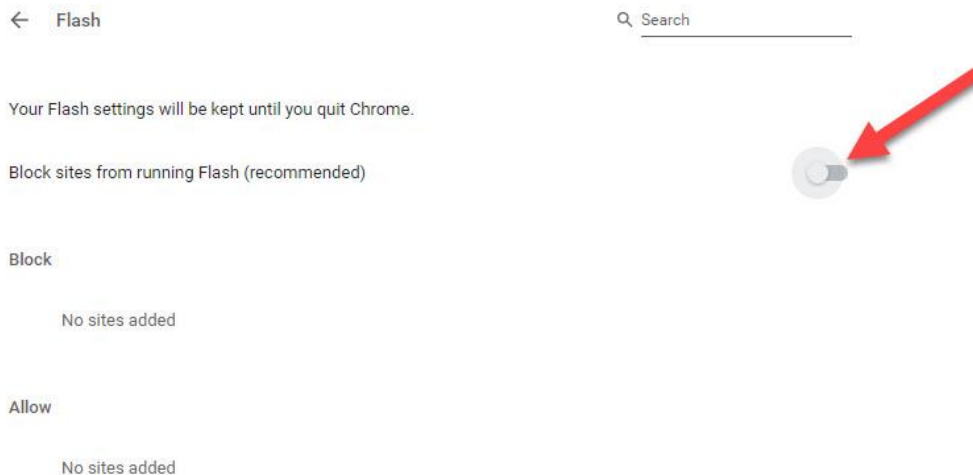 Flash
Search
Your Flash settings will be kept until you quit Chrome.
Block sites from running Flash (recommended)
Block
No sites added
Allow
No sites added